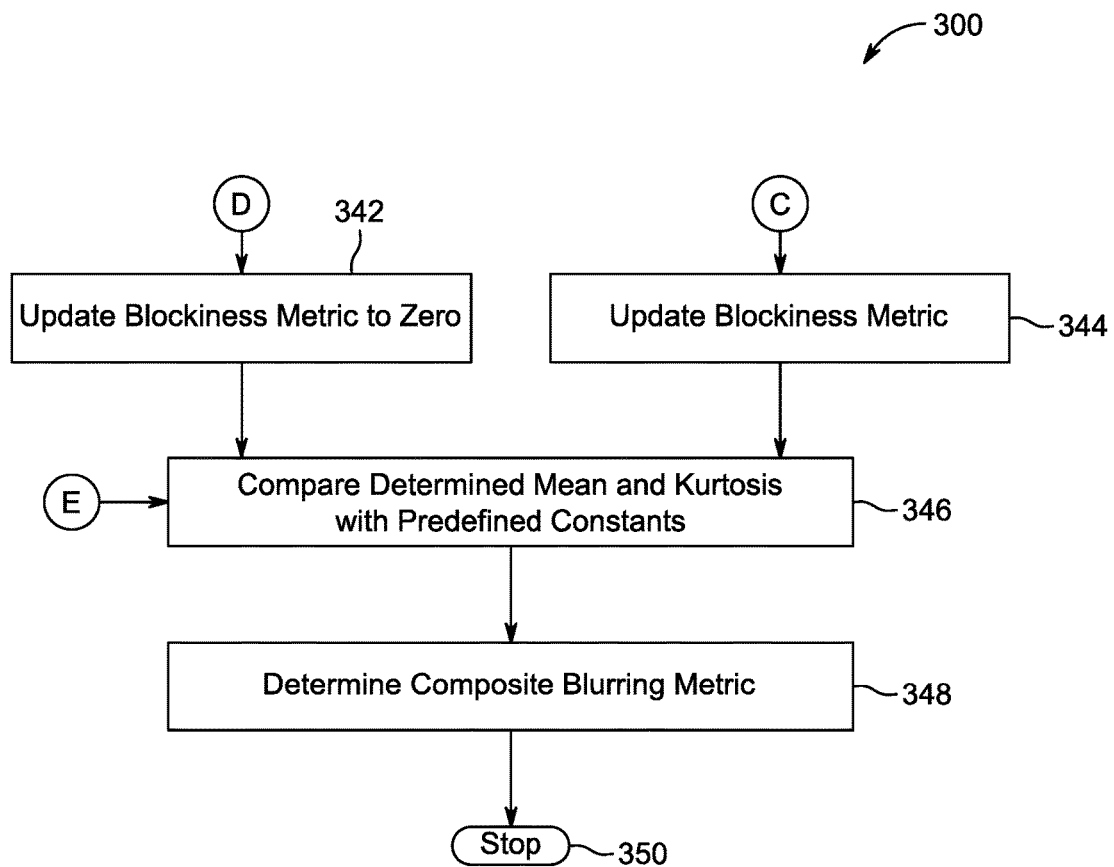 300
D
342
C
Update Blockiness Metric to Zero
Update Blockiness Metric
344
E
Compare Determined Mean and Kurtosis
with Predefined Constants
346
Determine Composite Blurring Metric
348
Stop
350